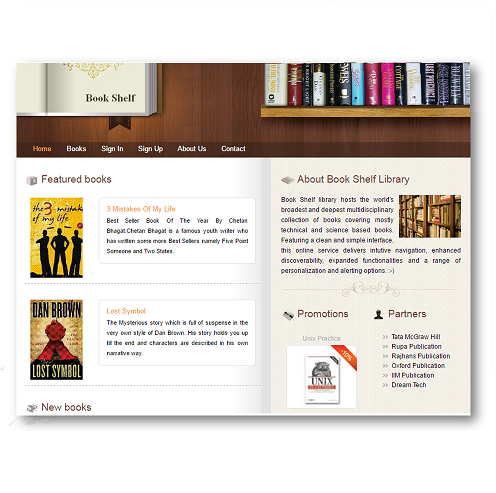 Book Shelf
Home Books Sign In Sign Up About Us Contact
Featured books
the 3 mistakes
of my life
3 Mistakes Of My Life
Best Seller Book Of The Year By Chetan
Bhagat.Chetan Bhagat is a famous youth writer who
has written some more Best Sellers namely Five Point
Someone and Two States.
DAN BROWN
THE
LOST SYMBOL
Lost Symbol
The Mysterious story which is full of suspense in the
very own style of Dan Brown. His story holds you up
till the end and characters are described in his own
narrative way.
New books
About Book Shelf Library
Book Shelf library hosts the world's
broadest and deepest multidisciplinary
collection of books covering mostly
technical and science based books.
Featuring a clean and simple interface,
this online service delivers intutive navigation, enhanced
discoverability, expanded functionalities and a range of
personalization and alerting options. :-)
Promotions
Unix Practice
10%
UNIX
Partners
Tata McGraw Hill
Rupa Publication
Rajhans Publication
Oxford Publication
IIM Publication
Dream Tech